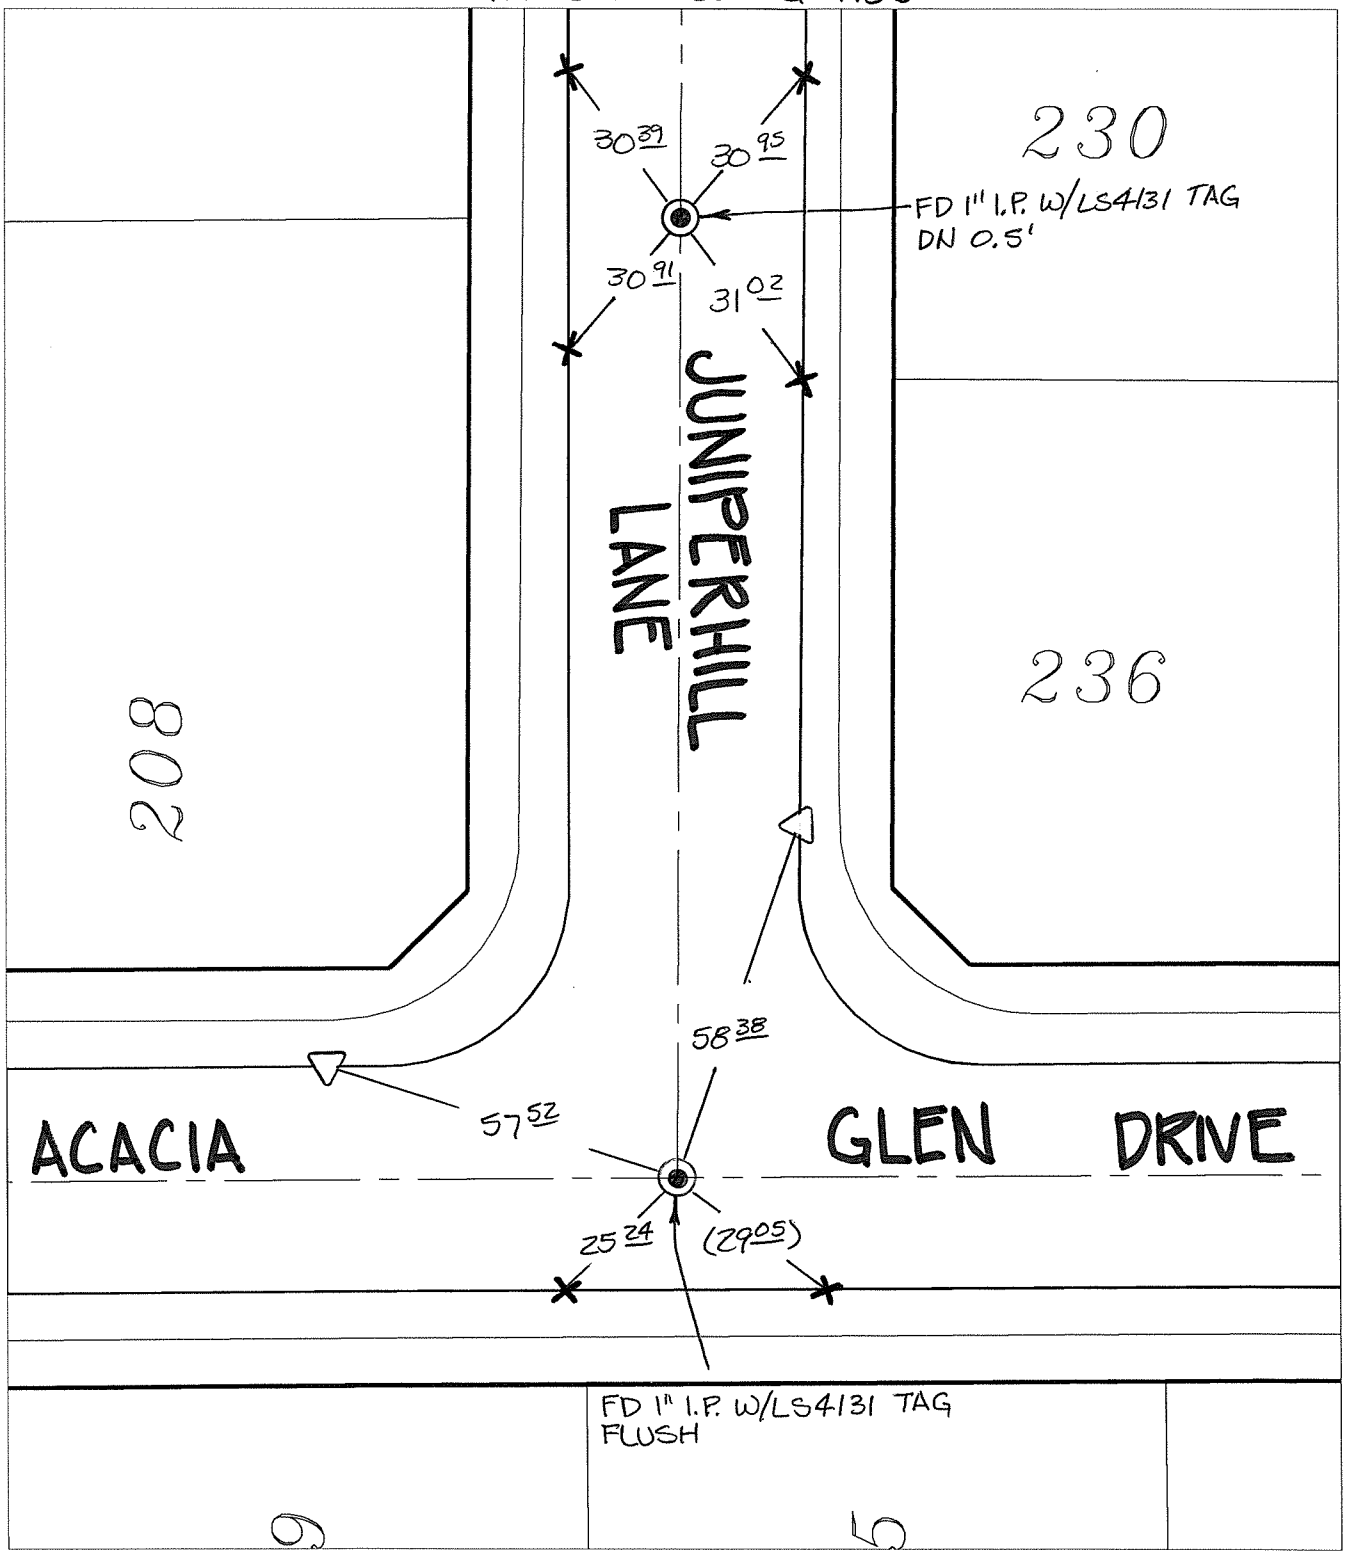 30 39
30 95
230
FD 1" I.P. W/LS4131 TAG
DN 0.5'
30 91
31 02
JUNIPERHILL
LANE
236
208
58 38
57 52
ACACIA GLEN DRIVE
25 24
(29 05)
FD 1" I.P. W/LS4131 TAG
FLUSH
5